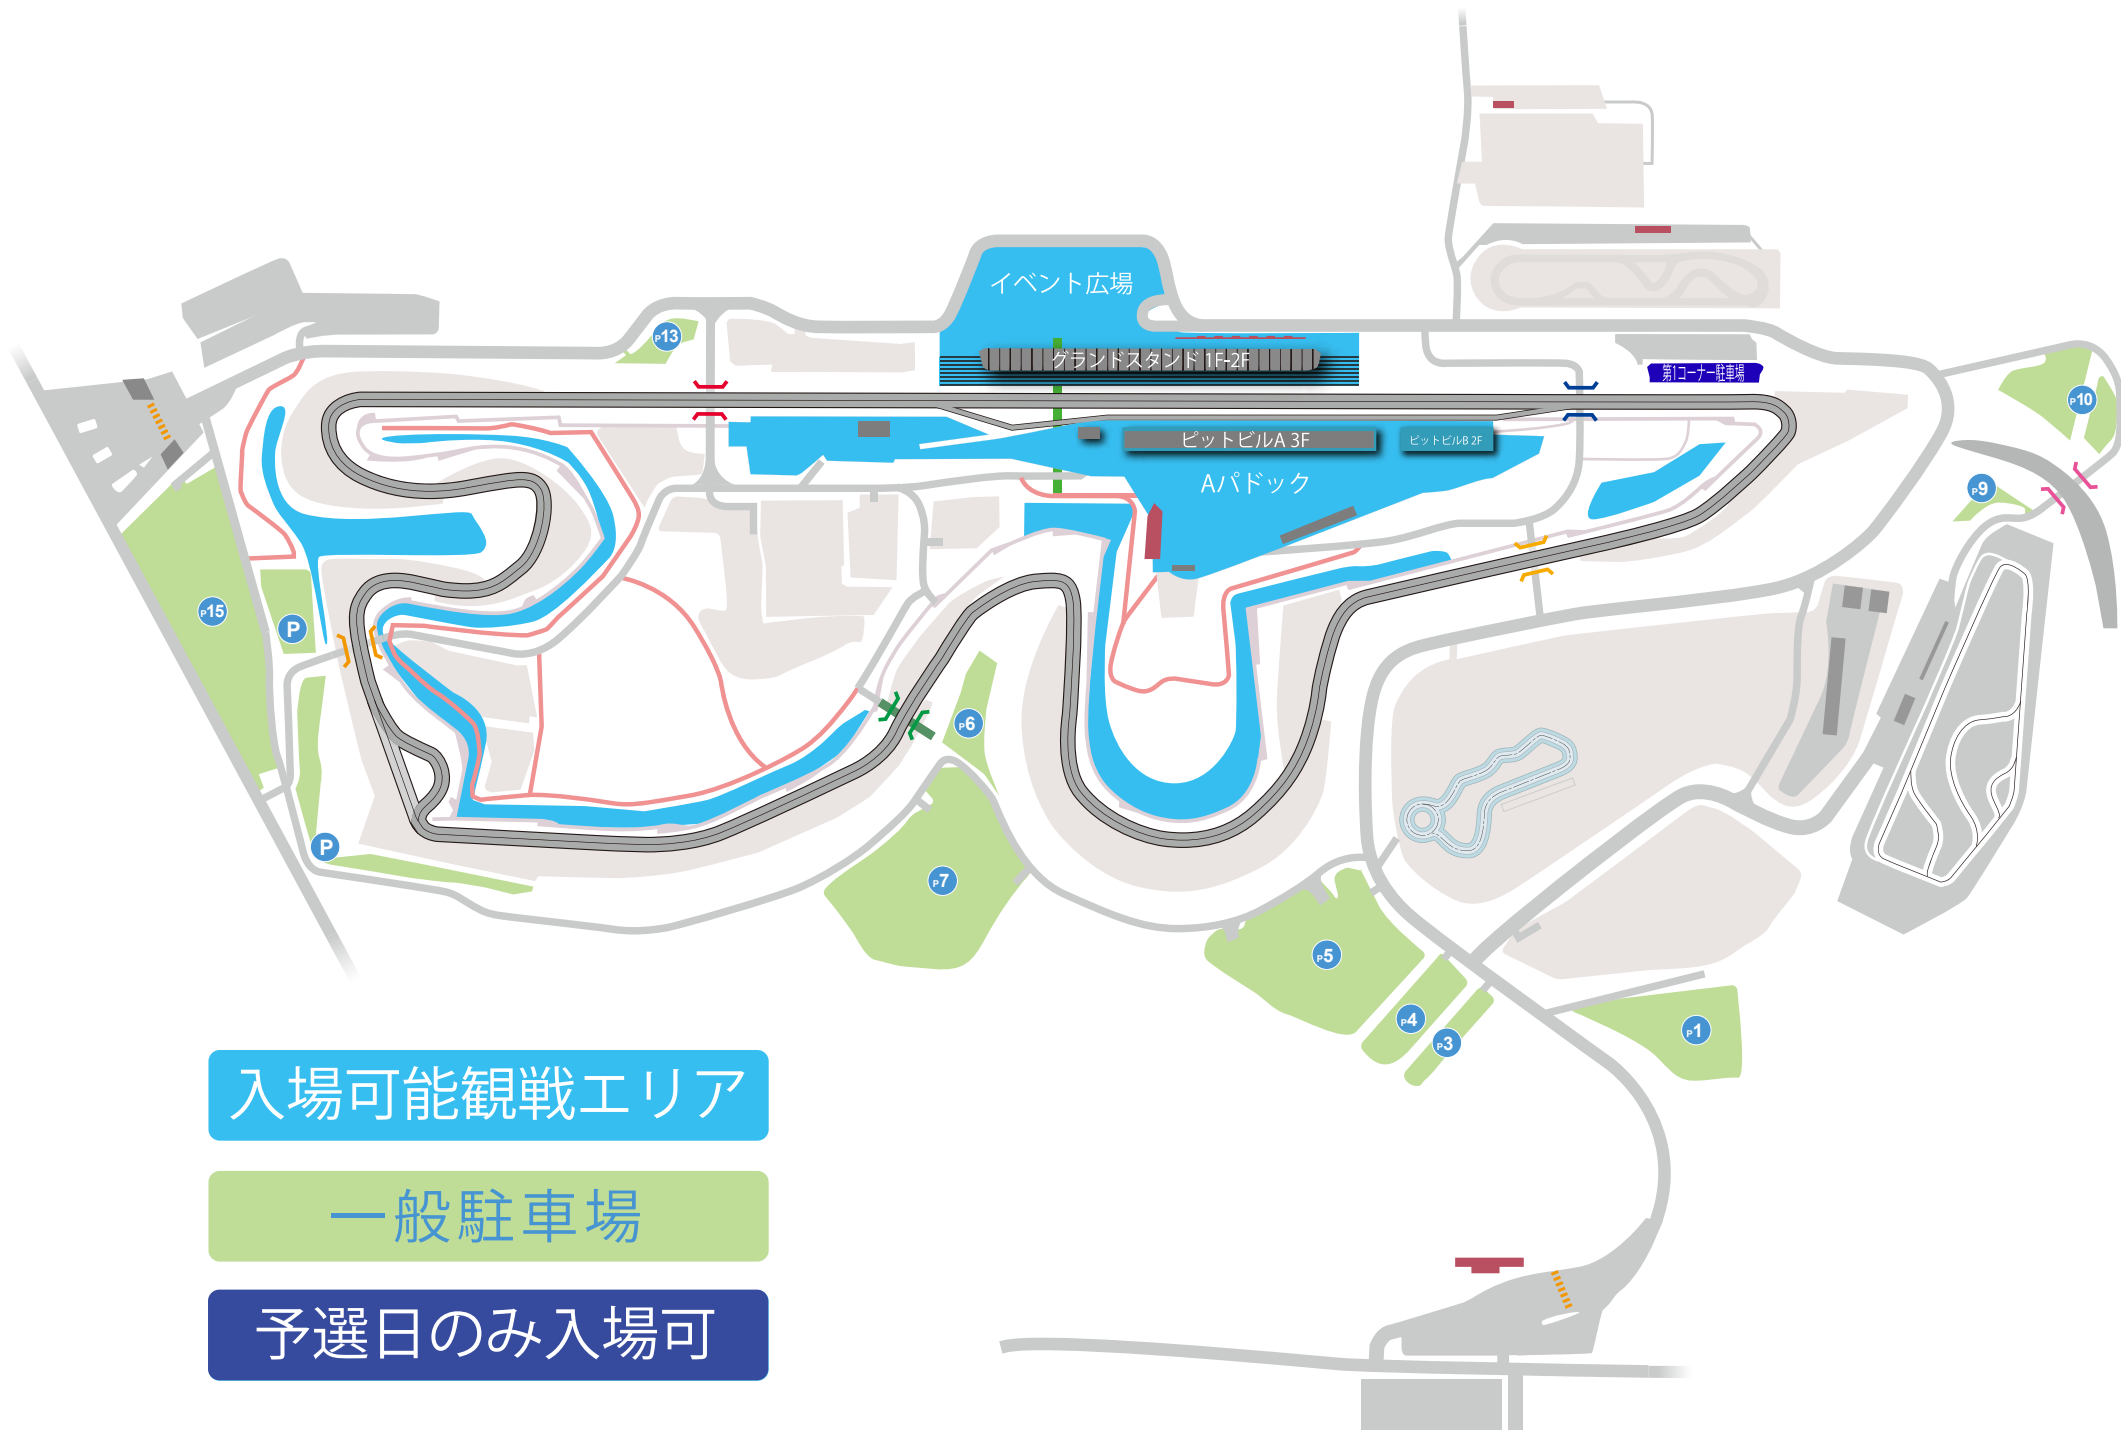 イベント広場
P13
グランドスタンド 1F-2F
第1コーナー駐車場
P10
ピットビルA 3F
ピットビルB 2F
Aパドック
P9
P15
P
P6
P
P7
P5
P4
P3
P1
入場可能観戦エリア
一般駐車場
予選日のみ入場可